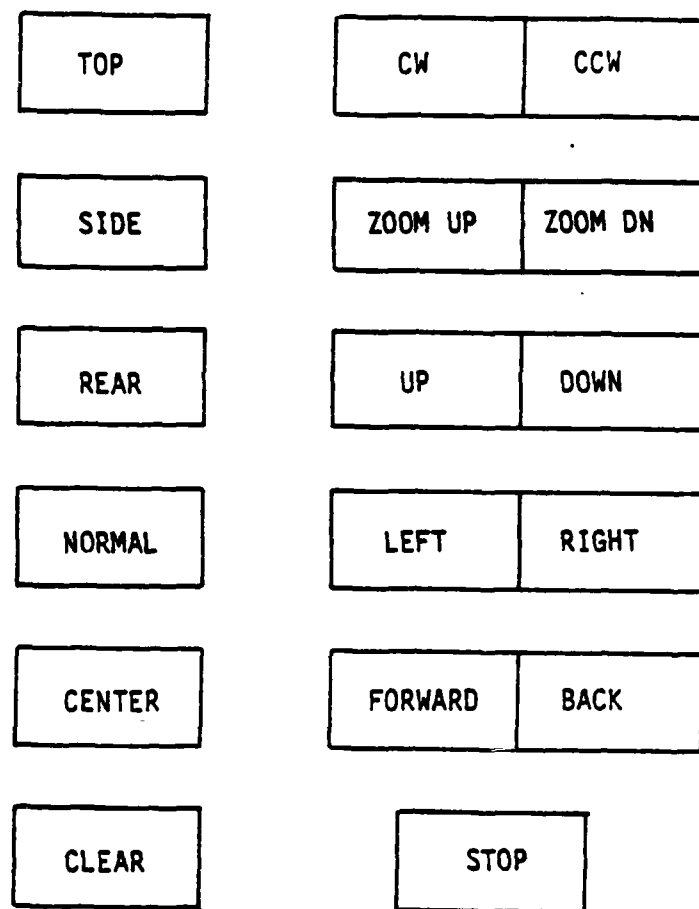 TOP CW CCW
SIDE ZOOM UP ZOOM DN
REAR UP DOWN
NORMAL LEFT RIGHT
CENTER FORWARD BACK
CLEAR STOP